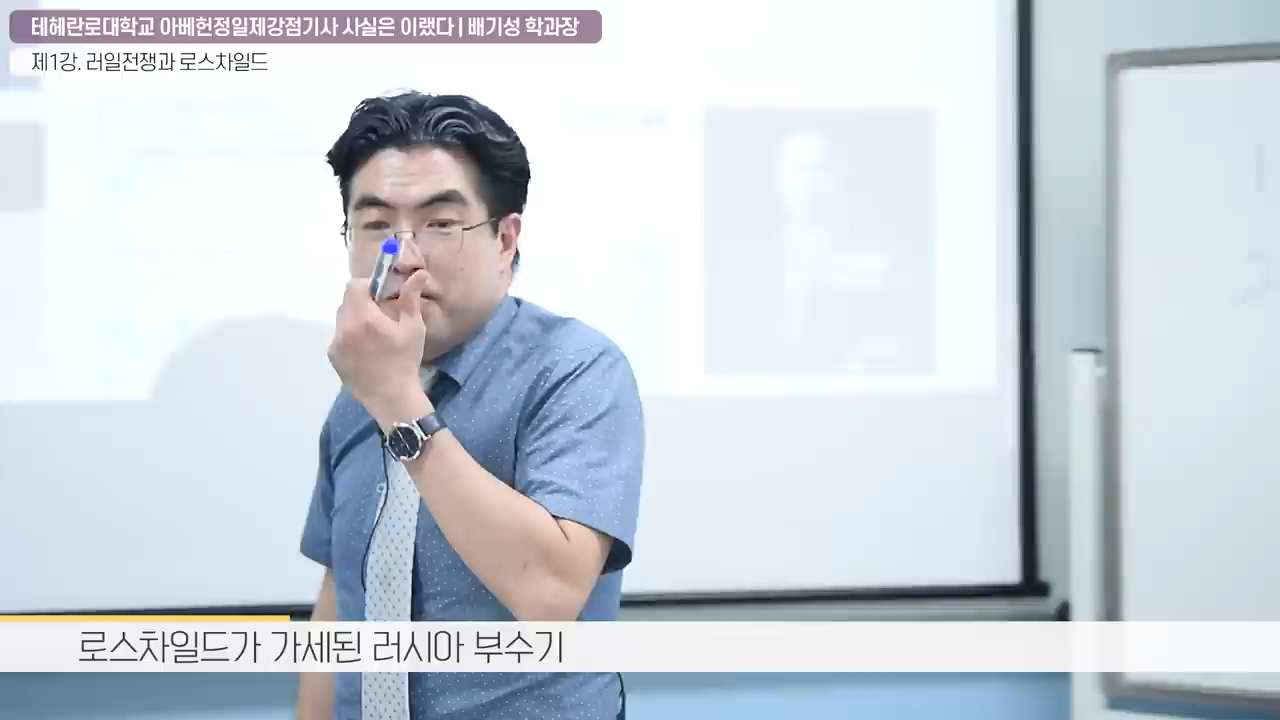 테헤란로대학교 아베헌정일제강점기사 사실은 이랬다 | 배기성 학과장
제1강. 러일전쟁과 로스차일드
로스차일드가 가세된 러시아 부수기